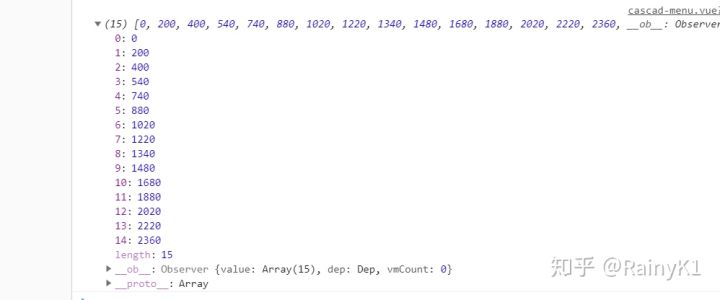 cascad-menu.vue?
▼(15) [0, 200, 400, 540, 740, 880, 1020, 1220, 1340, 1480, 1680, 1880, 2020, 2220, 2360, __ob__: Observer
0: 0
1: 200
2: 400
3: 540
4: 740
5: 880
6: 1020
7: 1220
8: 1340
9: 1480
10: 1680
11: 1880
12: 2020
13: 2220
14: 2360
length: 15
▶__ob__: Observer {value: Array(15), dep: Dep, vmCount: 0}
▶__proto__: Array
知乎 @RainyK1